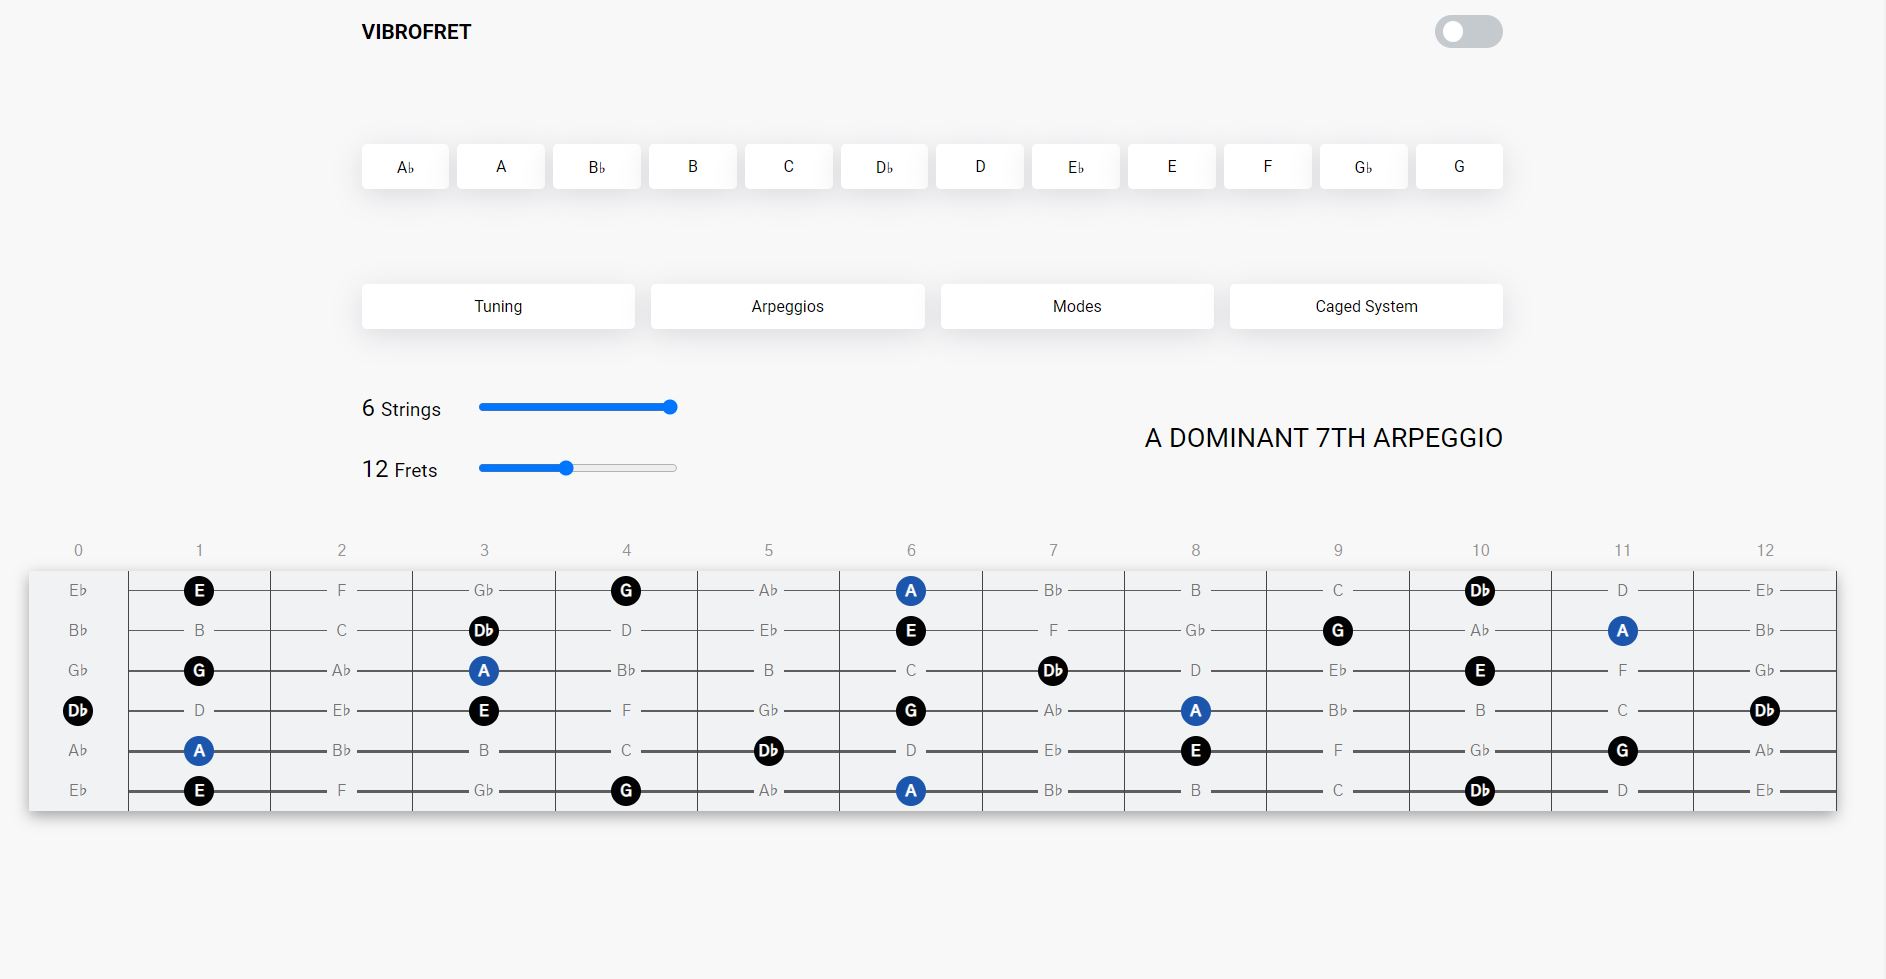 VIBROFRET
A♭ A B♭ B C D♭ D E♭ E F G♭ G
Tuning Arpeggios Modes Caged System
6 Strings
A DOMINANT 7TH ARPEGGIO
12 Frets
0 1 2 3 4 5 6 7 8 9 10 11 12
E♭ E F G♭ G A♭ A B♭ B C D♭ D E♭
B♭ B C D♭ D E♭ E F G♭ G A♭ A B♭
G♭ G A♭ A B♭ B C D♭ D E♭ E F G♭
D♭ D E♭ E F G♭ G A♭ A B♭ B C D♭
A♭ A B♭ B C D♭ D E♭ E F G♭ G A♭
E♭ E F G♭ G A♭ A B♭ B C D♭ D E♭